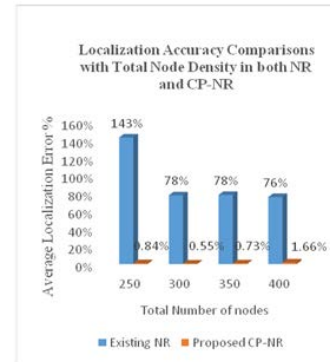 Localization Accuracy Comparisons
with Total Node Density in both NR
and CP-NR
Average Localization Error %
160%
140%
120%
100%
80%
60%
40%
20%
0%
143%
78%
78%
76%
0.84%
0.55%
0.73%
1.66%
250 300 350 400
Total Number of nodes
Existing NR Proposed CP-NR